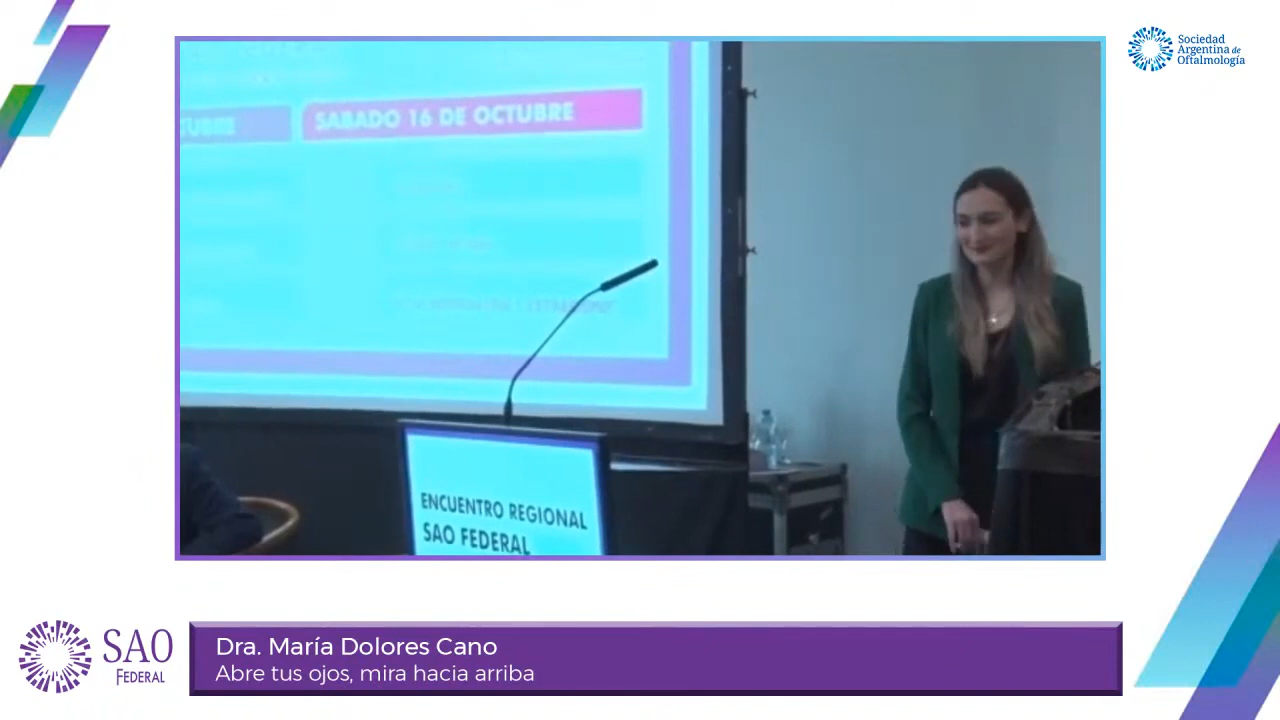 Sociedad
Argentina de
Oftalmología
SABADO 16 DE OCTUBRE
ENCUENTRO REGIONAL
SAO FEDERAL
SAO
FEDERAL
Dra. María Dolores Cano
Abre tus ojos, mira hacia arriba